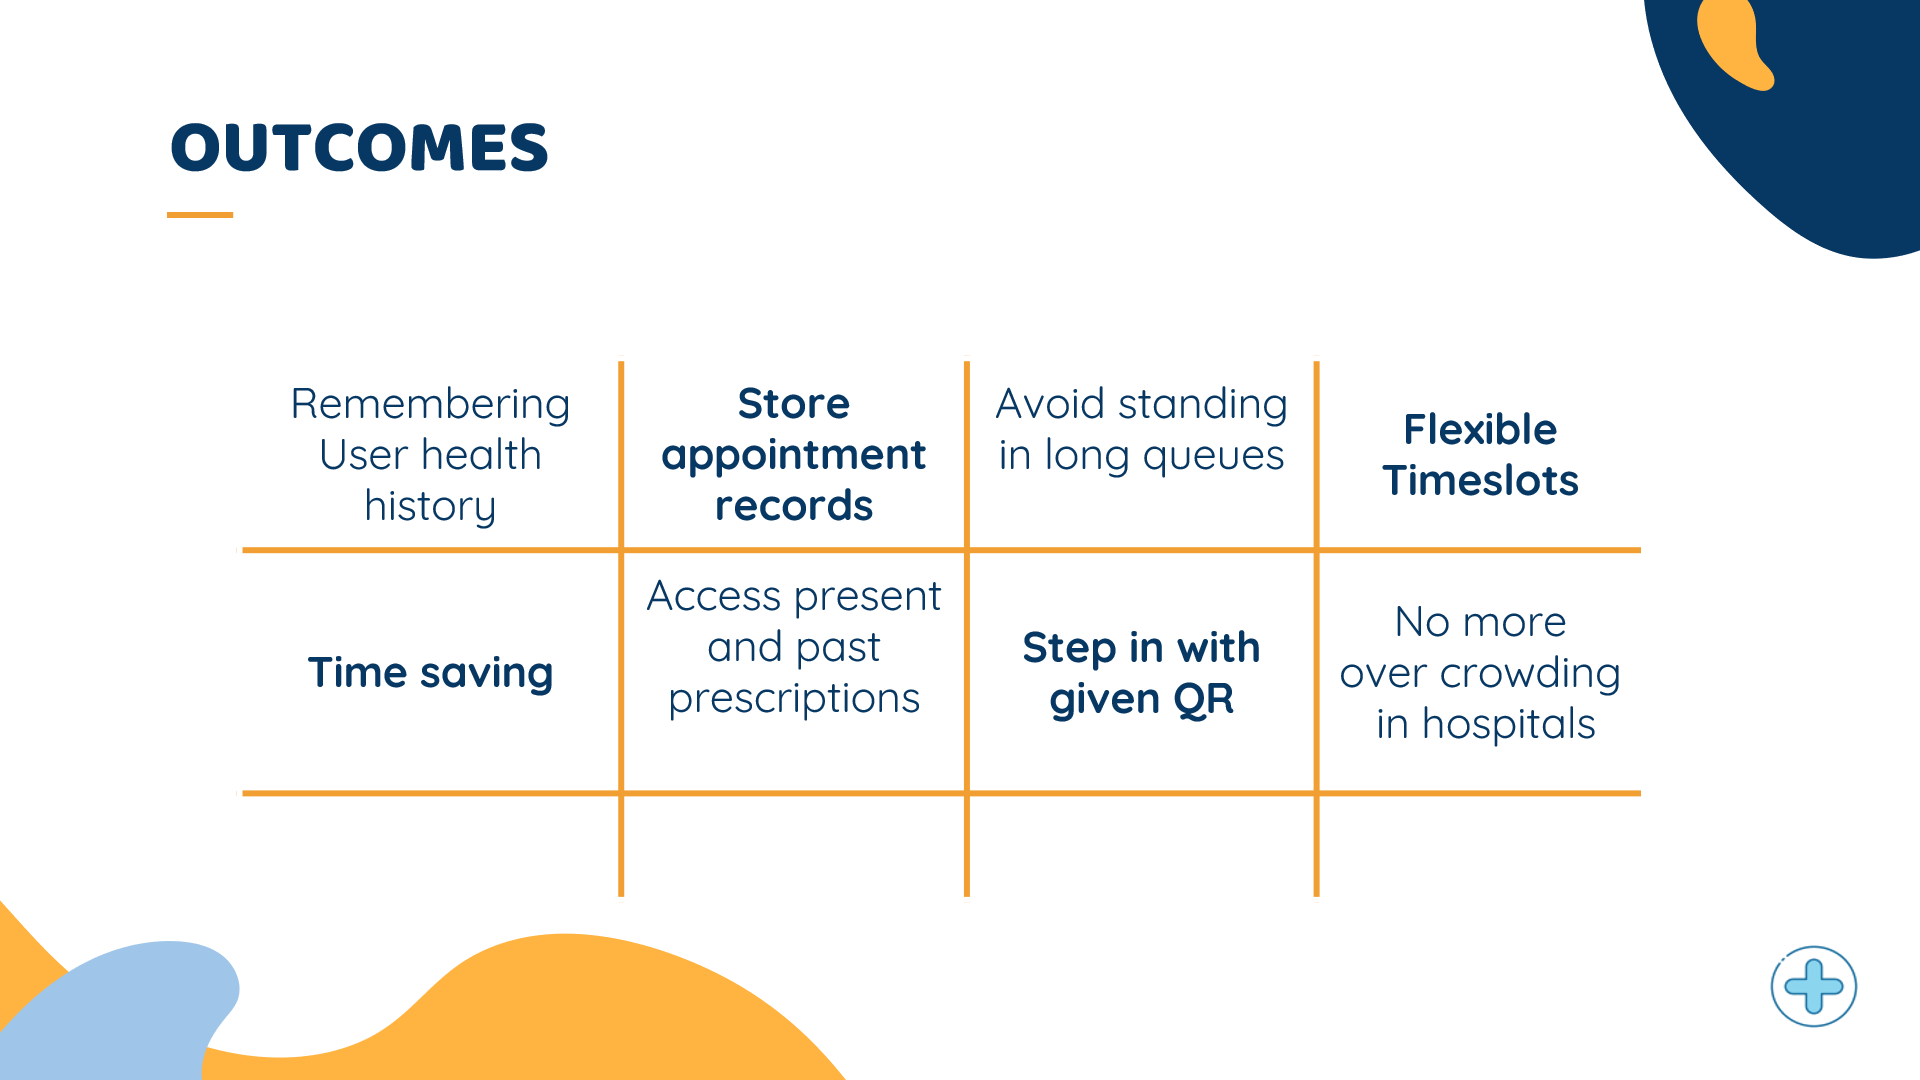 OUTCOMES
Remembering
User health
history
Store
appointment
records
Avoid standing
in long queues
Flexible
Timeslots
Time saving
Access present
and past
prescriptions
Step in with
given QR
No more
over crowding
in hospitals